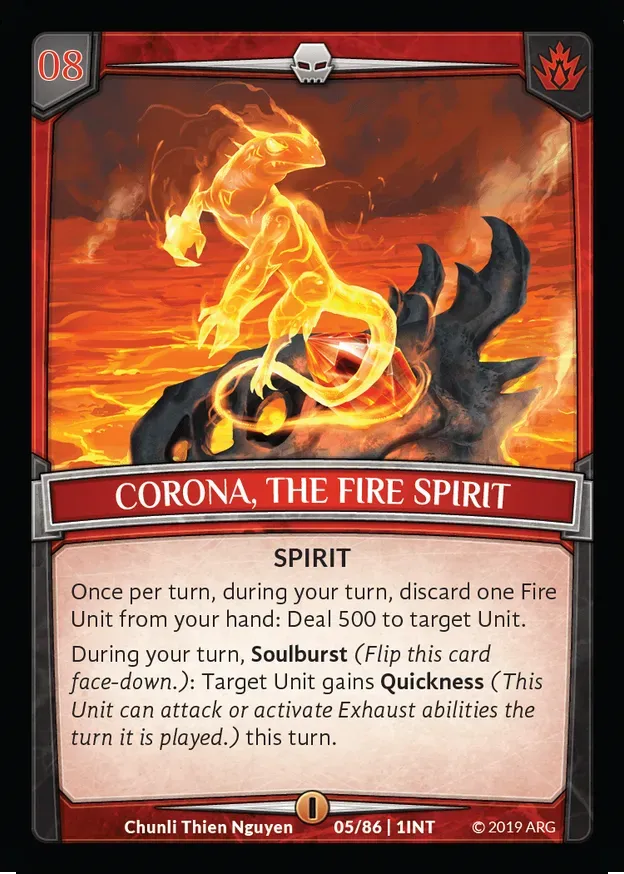 08
CORONA, THE FIRE SPIRIT
SPIRIT
Once per turn, during your turn, discard one Fire
Unit from your hand: Deal 500 to target Unit.
During your turn, Soulburst (Flip this card
face-down.): Target Unit gains Quickness (This
Unit can attack or activate Exhaust abilities the
turn it is played.) this turn.
I
Chunli Thien Nguyen 05/86 | 1INT © 2019 ARG